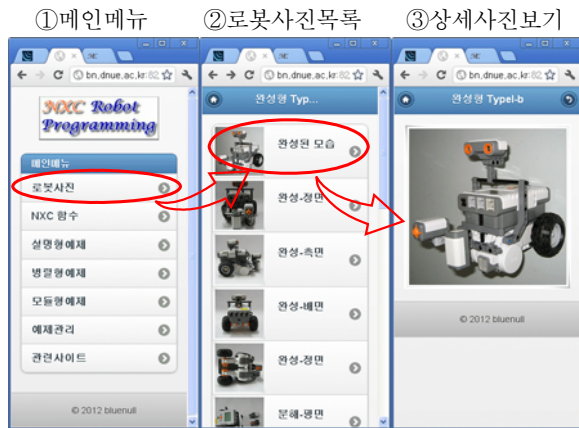 ①메인메뉴
②로봇사진목록
③상세사진보기
bn.dnue.ac.kr:82
bn.dnue.ac.kr:82
bn.dnue.ac.kr:82
NXC Robot
Programming
메인메뉴
로봇사진
NXC 함수
설명형예제
병렬형예제
모듈형예제
예제관리
관련사이트
© 2012 bluenull
완성형 Typ...
완성된 모습
완성-정면
완성-측면
완성-배면
완성-정면
분해-평면
완성형 TypeI-b
© 2012 bluenull